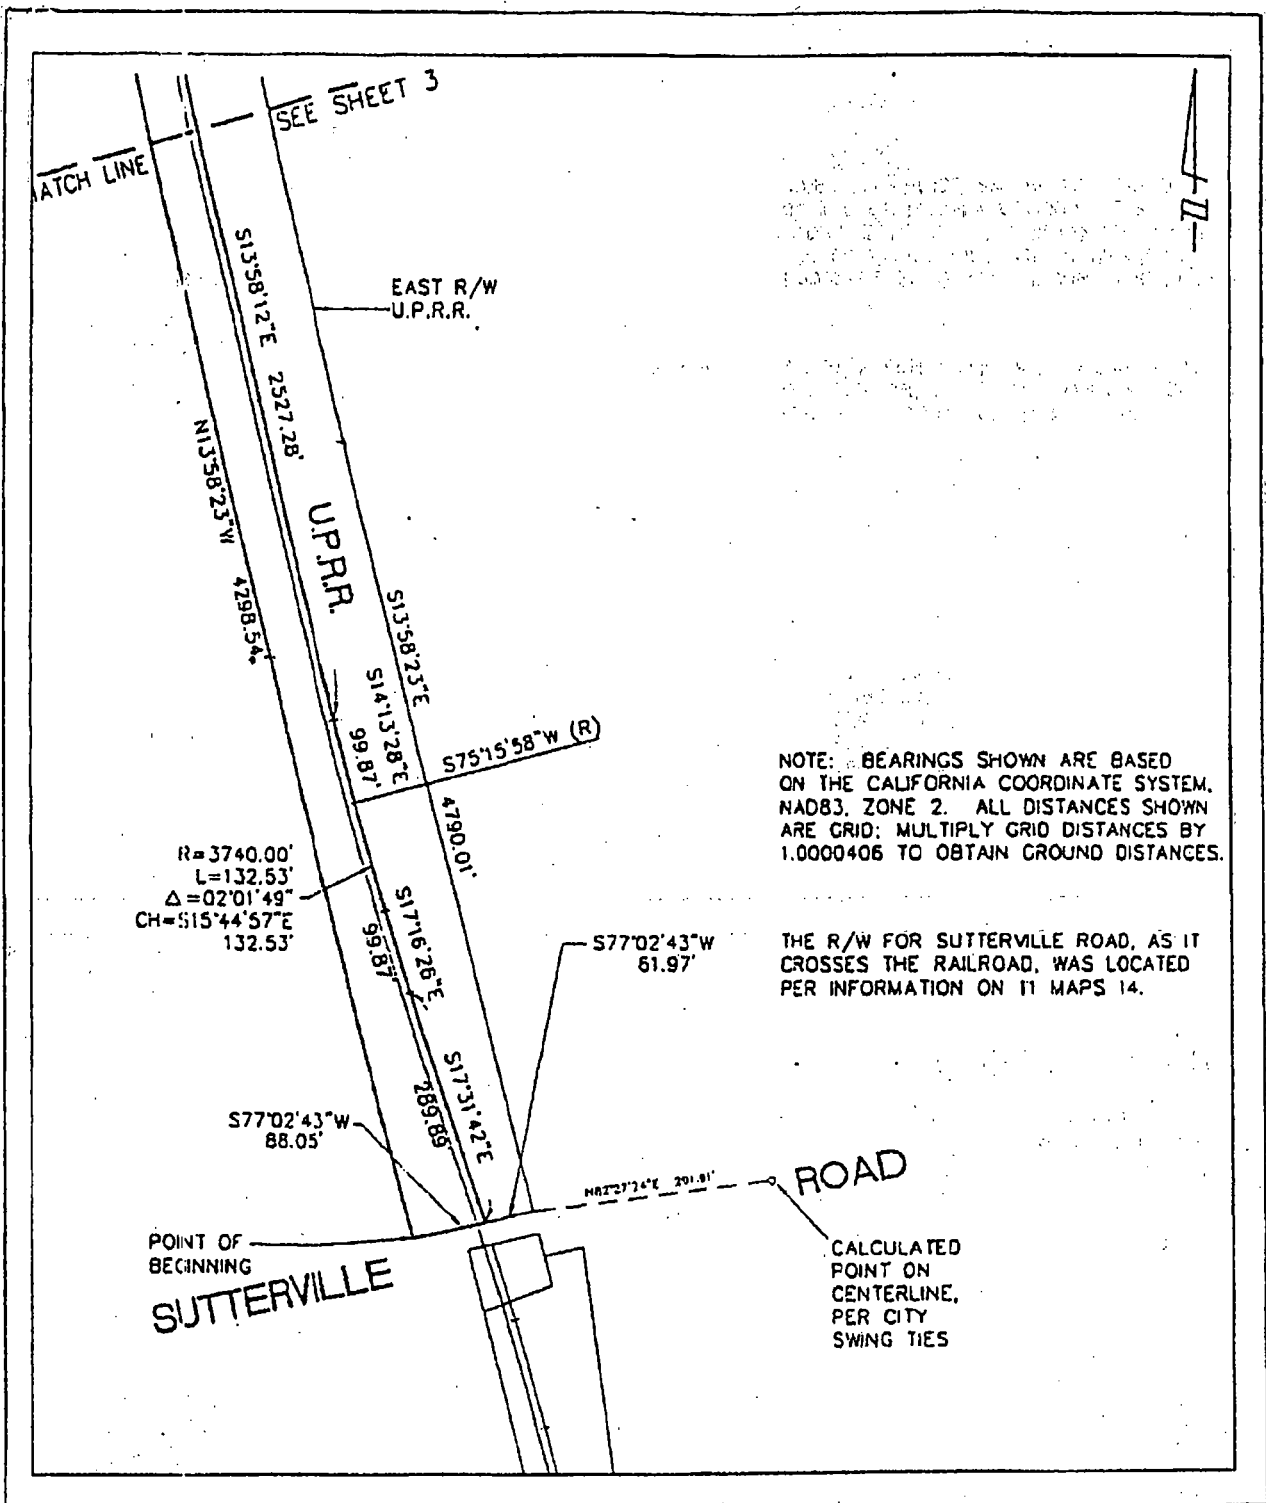 SEE SHEET 3
ATCH LINE
S13°58'12"E 2527.28'
EAST R/W
U.P.R.R.
N13°58'23"W 4298.54'
U.P.R.R.
S13°58'23"E
4790.01'
S14°13'28"E
99.87'
S75°15'58"W (R)
NOTE: BEARINGS SHOWN ARE BASED
ON THE CALIFORNIA COORDINATE SYSTEM,
NAD83, ZONE 2. ALL DISTANCES SHOWN
ARE GRID; MULTIPLY GRID DISTANCES BY
1.0000406 TO OBTAIN GROUND DISTANCES.
R=3740.00'
L=132.53'
Δ=02°01'49"
CH=S15°44'57"E
132.53'
S17°16'26"E
99.87'
S77°02'43"W
61.97'
THE R/W FOR SUTTERVILLE ROAD, AS IT
CROSSES THE RAILROAD, WAS LOCATED
PER INFORMATION ON 11 MAPS 14.
S17°31'42"E
289.89'
S77°02'43"W
88.05'
N82°27'24"E 201.91'
ROAD
POINT OF
BEGINNING
SUTTERVILLE
CALCULATED
POINT ON
CENTERLINE,
PER CITY
SWING TIES